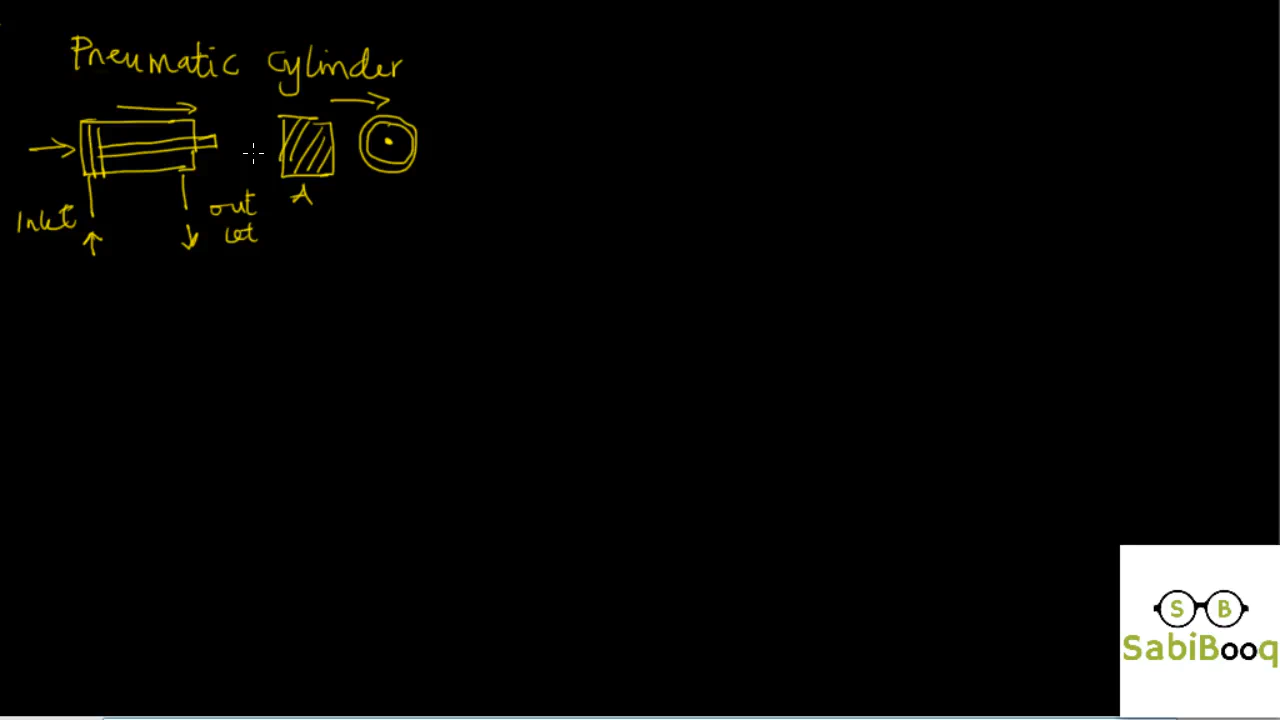 Pneumatic Cylinder
Inlet
out
let
A
S B
SabiBooq